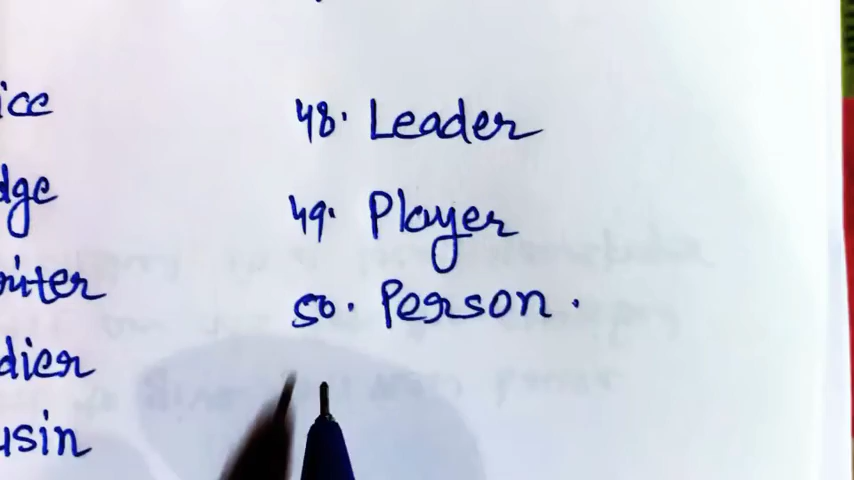 ice
dge
riter
dier
usin
48. Leader
49. Player
50. Person.